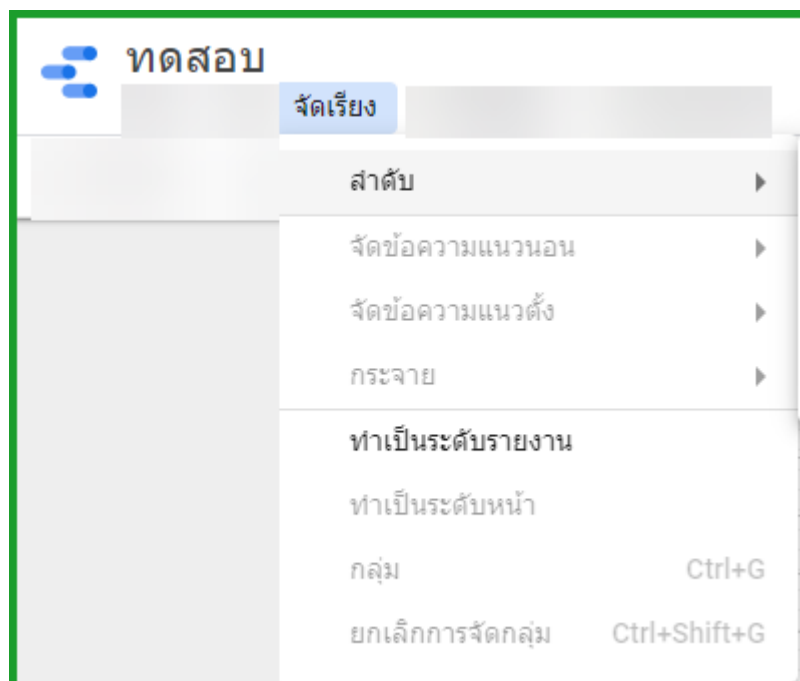 ทดสอบ
จัดเรียง
ลำดับ
จัดข้อความแนวนอน
จัดข้อความแนวตั้ง
กระจาย
ทำเป็นระดับรายงาน
ทำเป็นระดับหน้า
กลุ่ม Ctrl+G
ยกเลิกการจัดกลุ่ม Ctrl+Shift+G